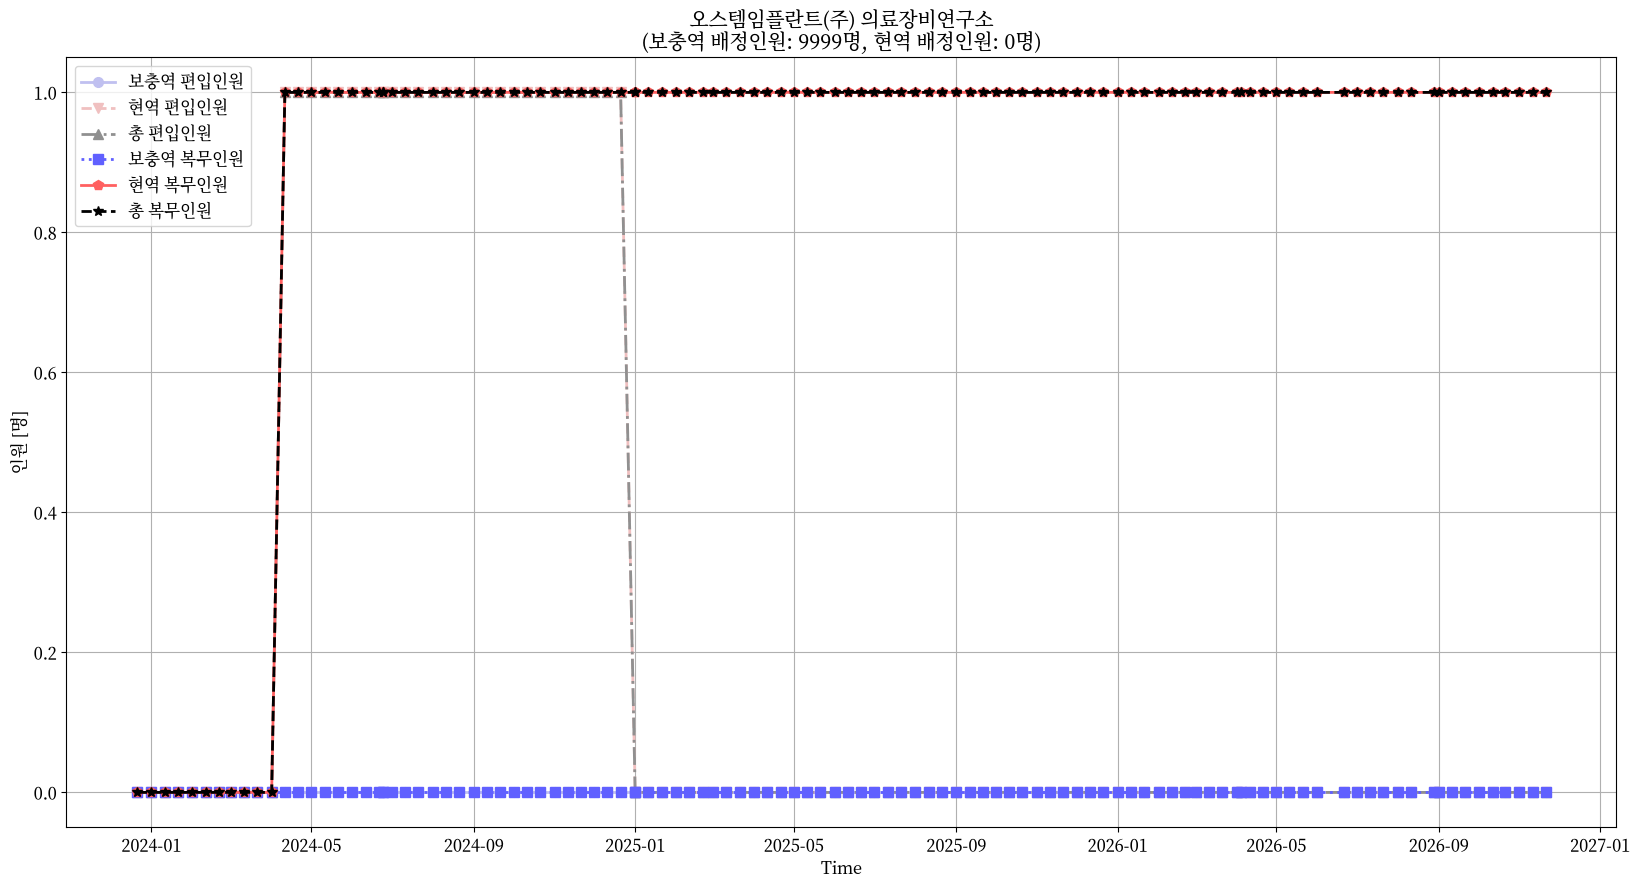 오스템임플란트(주) 의료장비연구소
(보충역 배정인원: 9999명, 현역 배정인원: 0명)
보충역 편입인원
현역 편입인원
총 편입인원
보충역 복무인원
현역 복무인원
총 복무인원
인원 [명]
1.0
0.8
0.6
0.4
0.2
0.0
2024-01
2024-05
2024-09
2025-01
2025-05
2025-09
2026-01
2026-05
2026-09
2027-01
Time